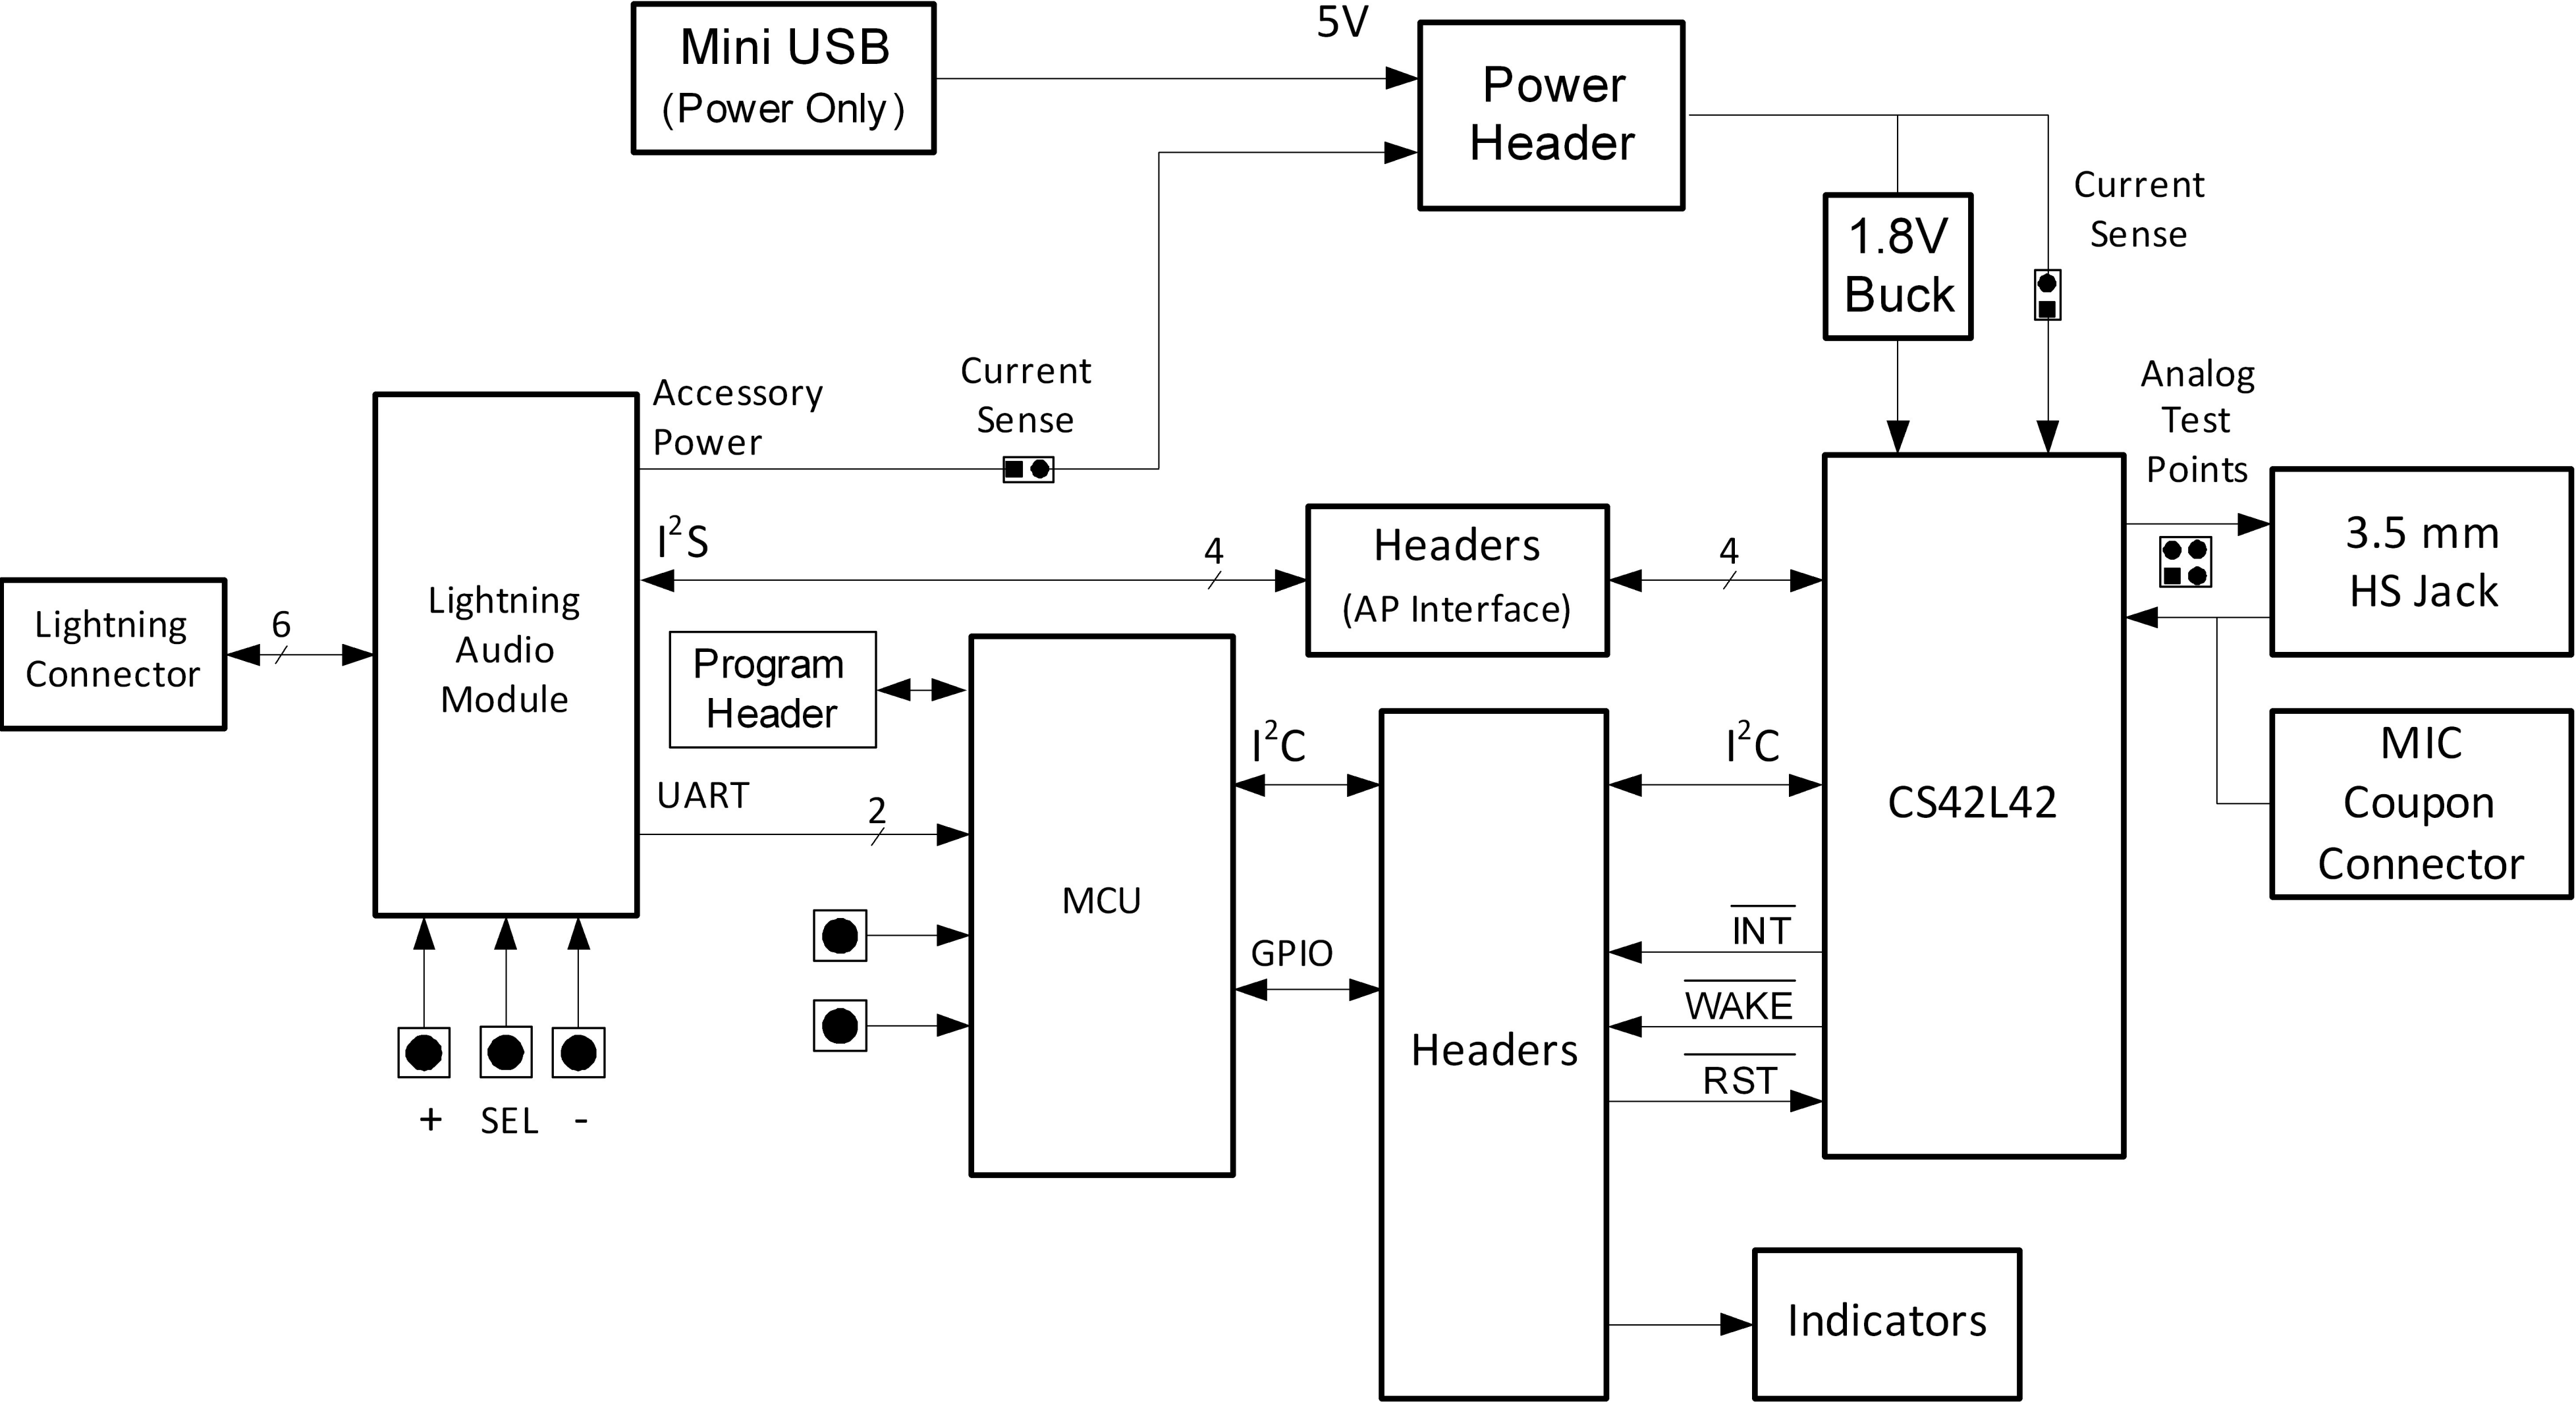 Mini USB
(Power Only)
5V
Power
Header
1.8V
Buck
Current
Sense
Accessory
Power
Current
Sense
Analog
Test
Points
I²S
4
Headers
(AP Interface)
4
3.5 mm
HS Jack
Lightning
Connector
6
Lightning
Audio
Module
Program
Header
UART
2
MCU
I²C
I²C
CS42L42
MIC
Coupon
Connector
GPIO
Headers
INT
WAKE
RST
+ SEL -
Indicators